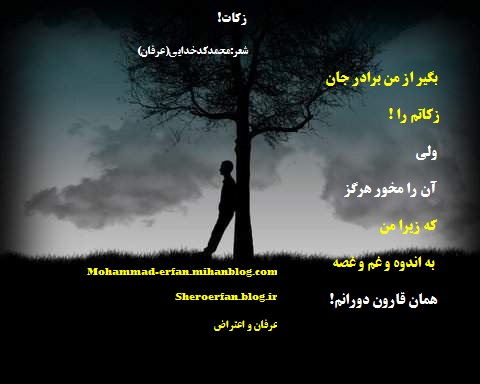 زکات!
شعر:محمدکدخدایی(عرفان)
بگیر از من برادر جان
زکاتم را !
ولی
آن را مخور هرگز
که زیرا من
به اندوه و غم و غصه
همان قارون دورانم!
Mohammad-erfan.mihanblog.com
Sheroerfan.blog.ir
عرفان و اعتراض